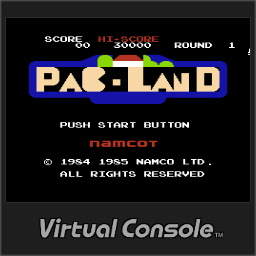 SCORE HI-SCORE
00 30000 ROUND 1
PAC-LAND
PUSH START BUTTON
namcot
© 1984 1985 NAMCO LTD.
ALL RIGHTS RESERVED
Virtual Console™